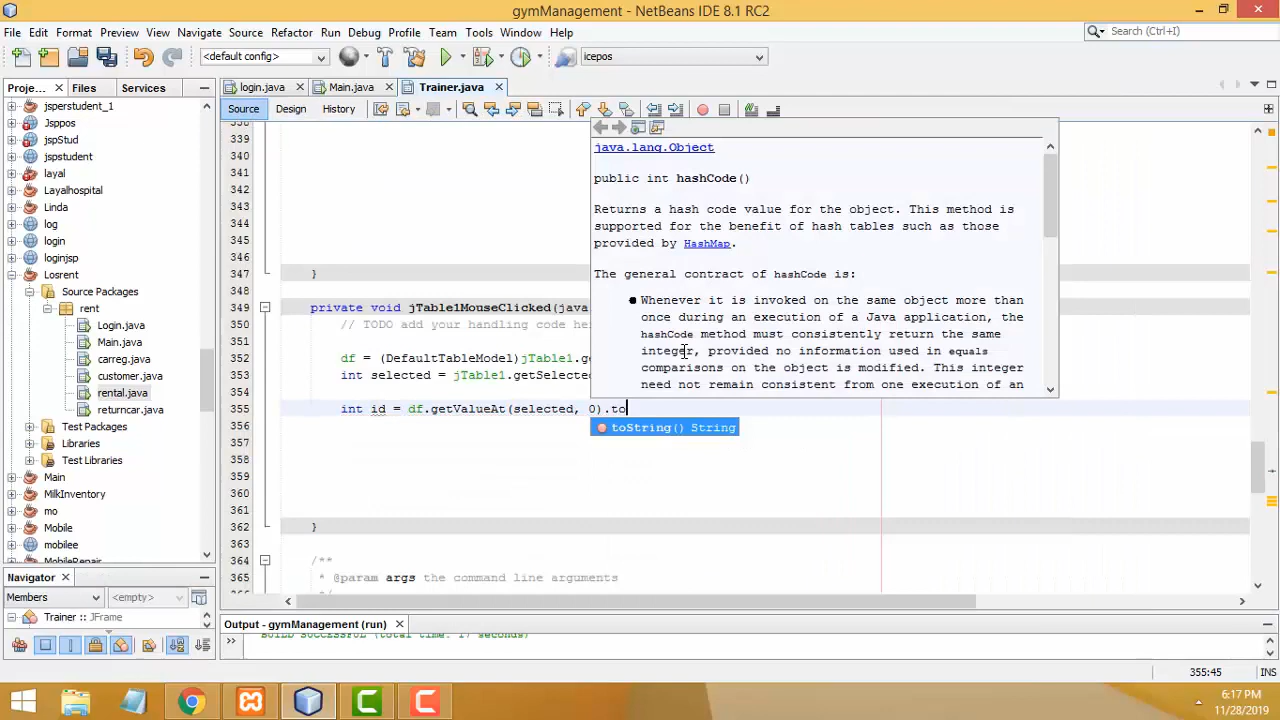 gymManagement - NetBeans IDE 8.1 RC2
File Edit Format Preview View Navigate Source Refactor Run Debug Profile Team Tools Window Help
Search (Ctrl+I)
<default config>
icepos
Proje...
Files
Services
login.java
Main.java
Trainer.java
Source
Design
History
jsperstudent_1
Jsppos
jspStud
jspstudent
layal
Layalhospital
Linda
log
login
loginjsp
Losrent
Source Packages
rent
Login.java
Main.java
carreg.java
customer.java
rental.java
returncar.java
Test Packages
Libraries
Test Libraries
Main
MilkInventory
mo
Mobile
mobilee
MobileRepair
338
339
340
341
342
343
344
345
346
347 }
348
349 private void jTable1MouseClicked(java
350 // TODO add your handling code he
351
352 df = (DefaultTableModel)jTable1.ge
353 int selected = jTable1.getSelected
354
355 int id = df.getValueAt(selected, 0).to
356
357
358
359
360
361
362 }
363
364 /**
365 * @param args the command line arguments
java.lang.Object
public int hashCode()
Returns a hash code value for the object. This method is
supported for the benefit of hash tables such as those
provided by HashMap.
The general contract of hashCode is:
Whenever it is invoked on the same object more than
once during an execution of a Java application, the
hashCode method must consistently return the same
integer, provided no information used in equals
comparisons on the object is modified. This integer
need not remain consistent from one execution of an
toString() String
Navigator
Members
<empty>
Trainer :: JFrame
Output - gymManagement (run)
BUILD SUCCESSFUL (total time: 17 seconds)
355:45
INS
6:17 PM
11/28/2019